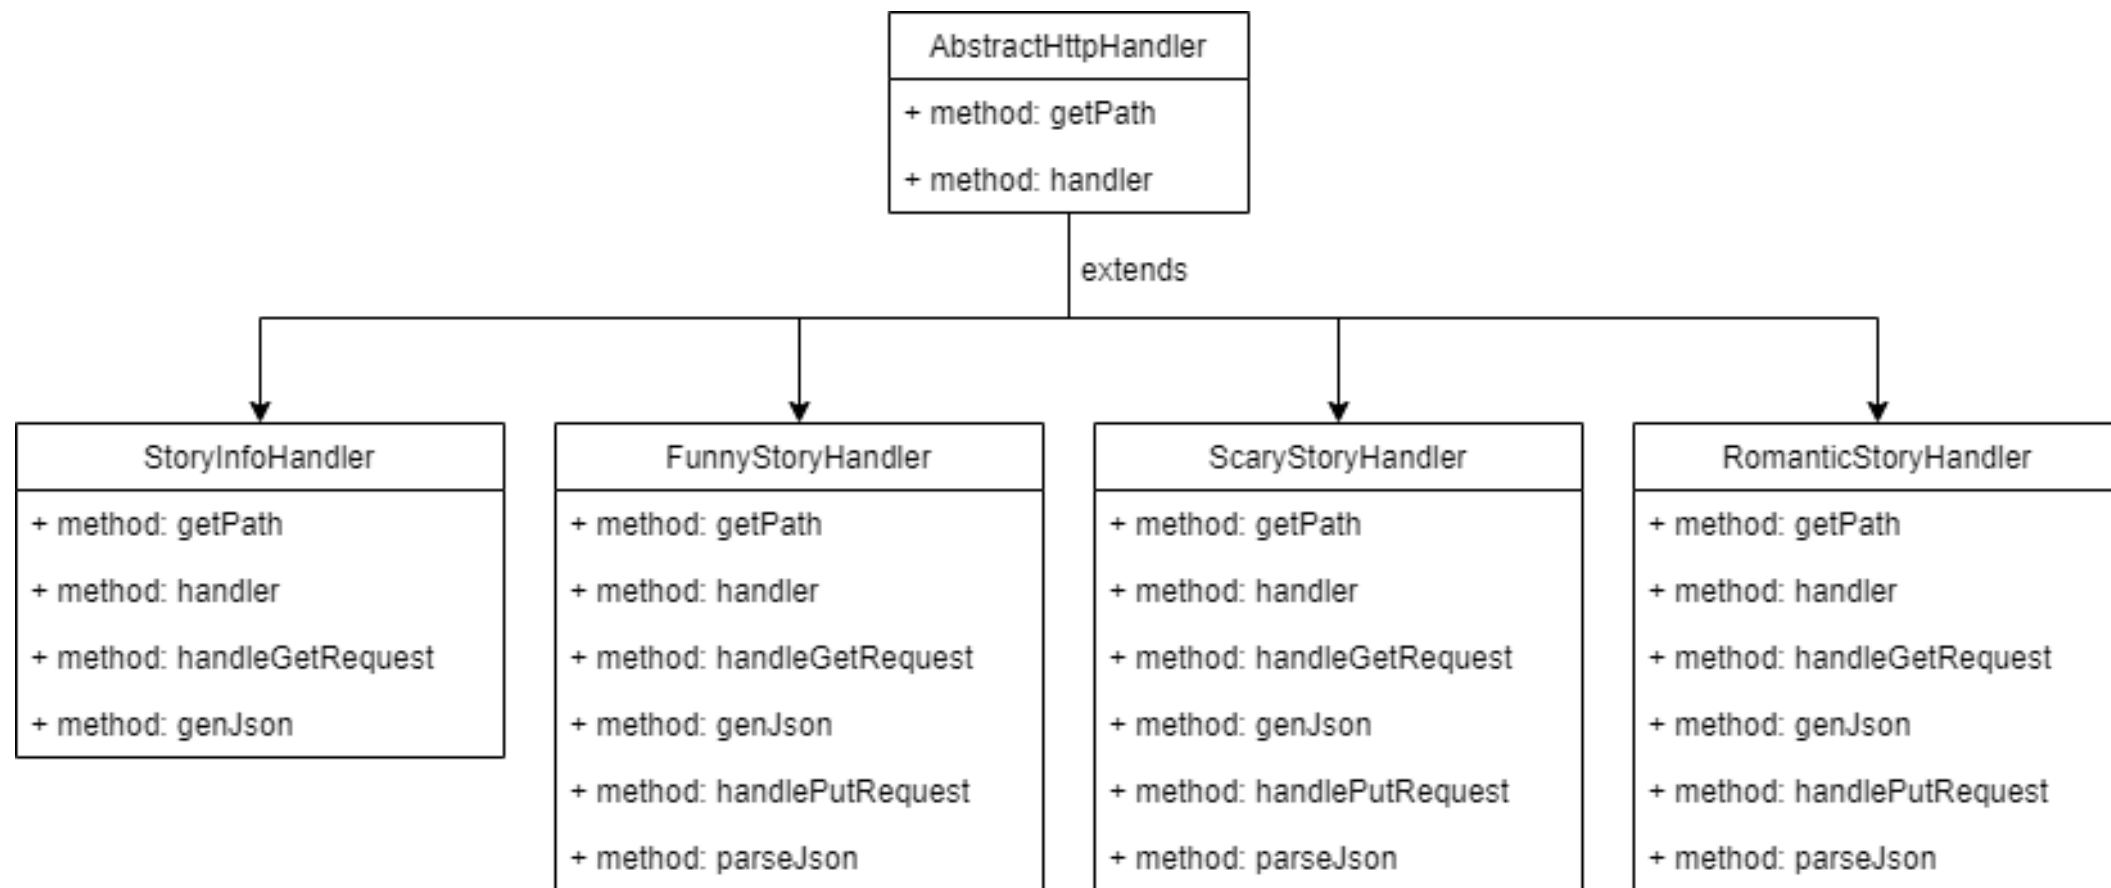 AbstractHttpHandler
+ method: getPath
+ method: handler
extends
StoryInfoHandler
+ method: getPath
+ method: handler
+ method: handleGetRequest
+ method: genJson
FunnyStoryHandler
+ method: getPath
+ method: handler
+ method: handleGetRequest
+ method: genJson
+ method: handlePutRequest
+ method: parseJson
ScaryStoryHandler
+ method: getPath
+ method: handler
+ method: handleGetRequest
+ method: genJson
+ method: handlePutRequest
+ method: parseJson
RomanticStoryHandler
+ method: getPath
+ method: handler
+ method: handleGetRequest
+ method: genJson
+ method: handlePutRequest
+ method: parseJson